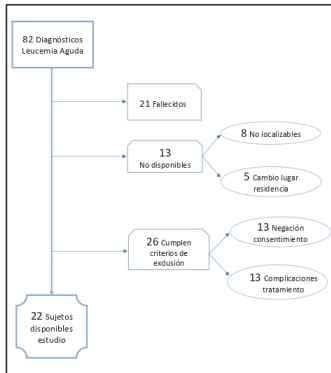 82 Diagnósticos
Leucemia Aguda
21 Fallecidos
13
No disponibles
8 No localizables
5 Cambio lugar
residencia
26 Cumplen
criterios de
exclusión
13 Negación
consentimiento
13 Complicaciones
tratamiento
22 Sujetos
disponibles
estudio